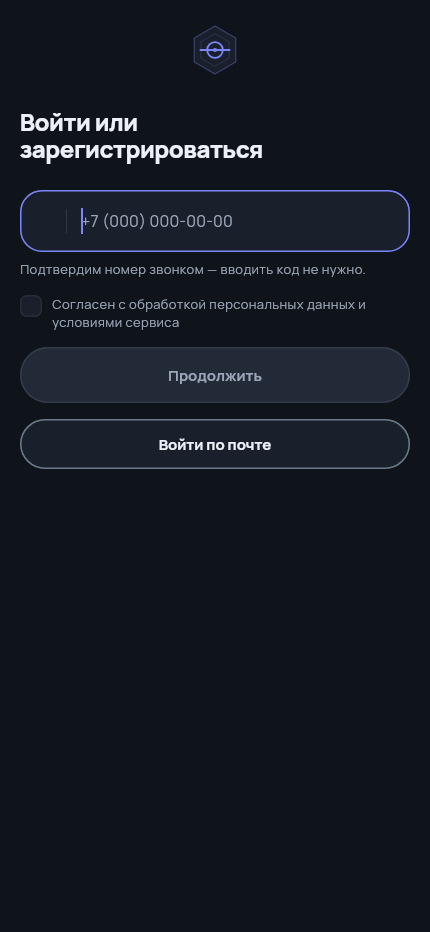 Войти или
зарегистрироваться
+7 (000) 000-00-00
Подтвердим номер звонком — вводить код не нужно.
Согласен с обработкой персональных данных и
условиями сервиса
Продолжить
Войти по почте